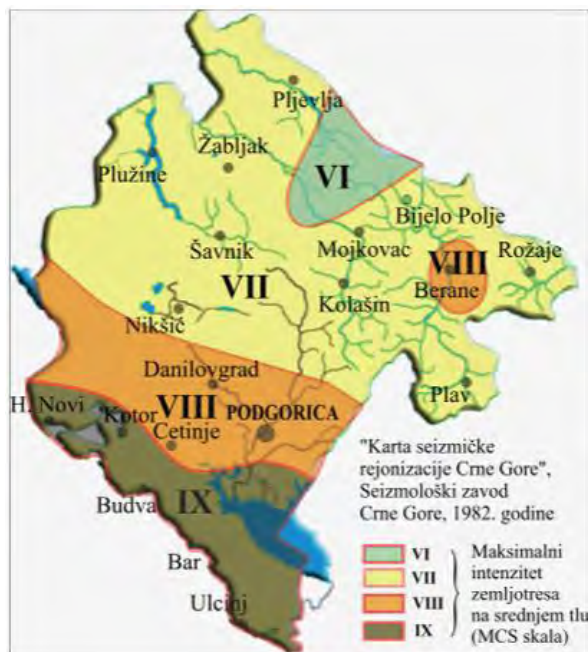 Pljevlja
Žabljak
VI
Plužine
Bijelo Polje
Šavnik
Mojkovac
VIII
Rožaje
VII
Berane
Kolašin
Nikšić
Danilovgrad
Plav
H. Novi
VIII
Kotor
PODGORICA
Cetinje
"Karta seizmičke
rejonizacije Crne Gore",
Seizmološki zavod
Crne Gore, 1982. godine
IX
Budva
Bar
Ulcinj
VI
VII
VIII
IX
Maksimalni
intenzitet
zemljotresa
na srednjem tlu
(MCS skala)